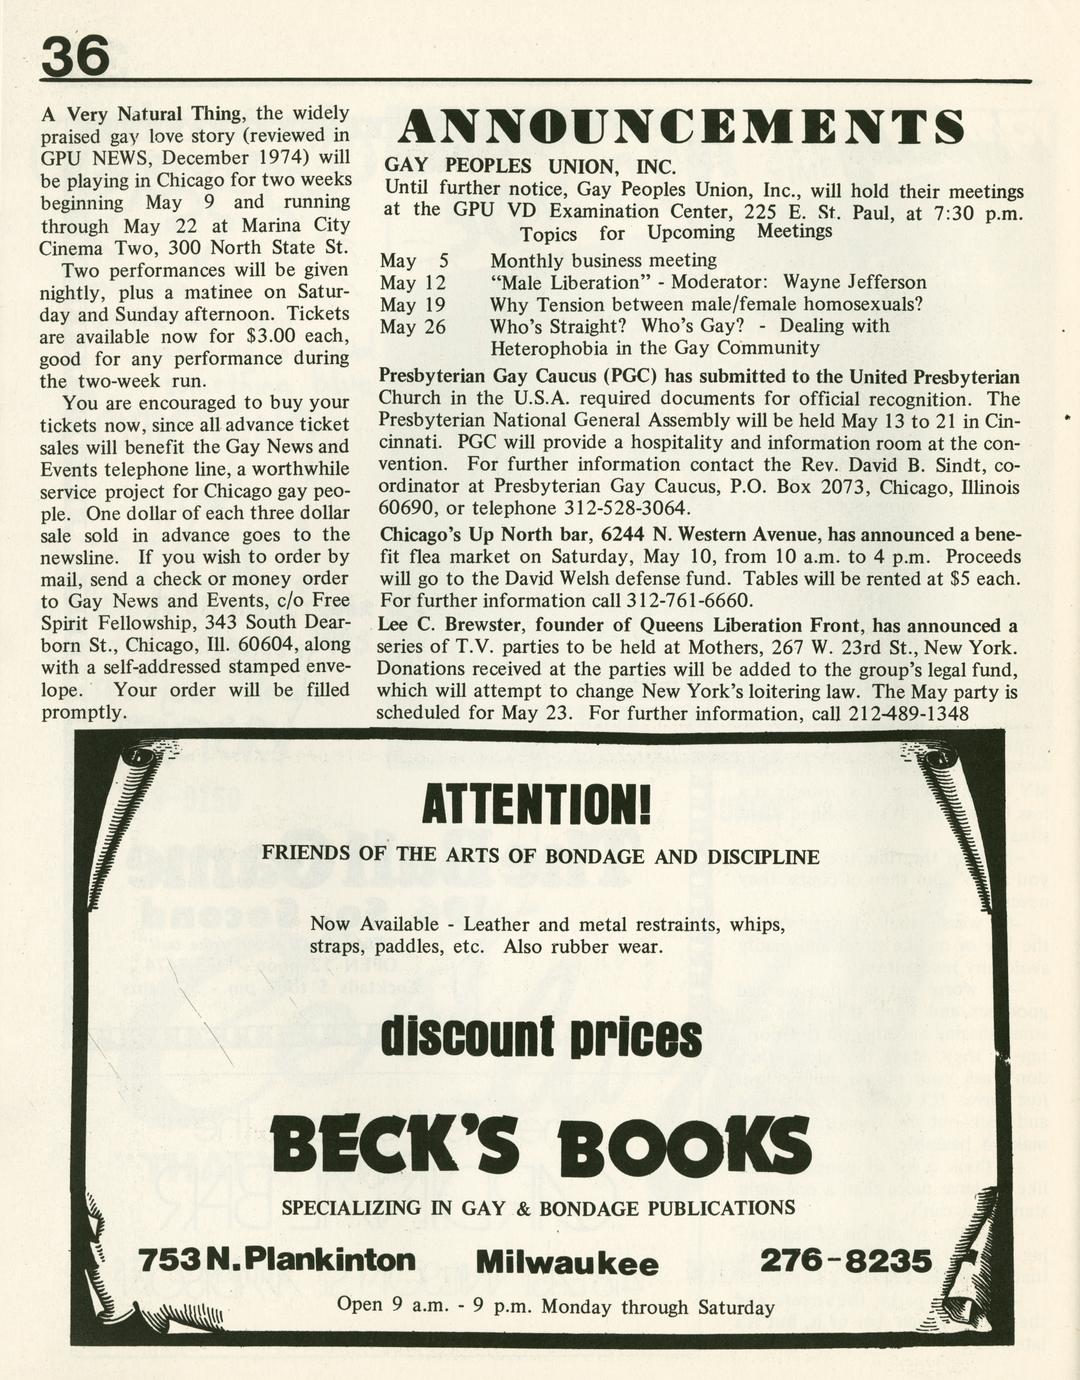 36
A Very Natural Thing, the widely
praised gay love story (reviewed in
GPU NEWS, December 1974) will
be playing in Chicago for two weeks
beginning May 9 and running
through May 22 at Marina City
Cinema Two, 300 North State St.
Two performances will be given
nightly, plus a matinee on Satur-
day and Sunday afternoon. Tickets
are available now for $3.00 each,
good for any performance during
the two-week run.
You are encouraged to buy your
tickets now, since all advance ticket
sales will benefit the Gay News and
Events telephone line, a worthwhile
service project for Chicago gay peo-
ple. One dollar of each three dollar
sale sold in advance goes to the
newsline. If you wish to order by
mail, send a check or money order
to Gay News and Events, c/o Free
Spirit Fellowship, 343 South Dear-
born St., Chicago, Ill. 60604, along
with a self-addressed stamped enve-
lope. Your order will be filled
promptly.
ANNOUNCEMENTS
GAY PEOPLES UNION, INC.
Until further notice, Gay Peoples Union, Inc., will hold their meetings
at the GPU VD Examination Center, 225 E. St. Paul, at 7:30 p.m.
Topics for Upcoming Meetings
May 5 Monthly business meeting
May 12 “Male Liberation” - Moderator: Wayne Jefferson
May 19 Why Tension between male/female homosexuals?
May 26 Who's Straight? Who's Gay? - Dealing with
Heterophobia in the Gay Community
Presbyterian Gay Caucus (PGC) has submitted to the United Presbyterian
Church in the U.S.A. required documents for official recognition. The
Presbyterian National General Assembly will be held May 13 to 21 in Cin-
cinnati. PGC will provide a hospitality and information room at the con-
vention. For further information contact the Rev. David B. Sindt, co-
ordinator at Presbyterian Gay Caucus, P.O. Box 2073, Chicago, Illinois
60690, or telephone 312-528-3064.
Chicago's Up North bar, 6244 N. Western Avenue, has announced a bene-
fit flea market on Saturday, May 10, from 10 a.m. to 4 p.m. Proceeds
will go to the David Welsh defense fund. Tables will be rented at $5 each.
For further information call 312-761-6660.
Lee C. Brewster, founder of Queens Liberation Front, has announced a
series of T.V. parties to be held at Mothers, 267 W. 23rd St., New York.
Donations received at the parties will be added to the group's legal fund,
which will attempt to change New York's loitering law. The May party is
scheduled for May 23. For further information, call 212-489-1348
ATTENTION!
FRIENDS OF THE ARTS OF BONDAGE AND DISCIPLINE
Now Available - Leather and metal restraints, whips,
straps, paddles, etc. Also rubber wear.
discount prices
BECK'S BOOKS
SPECIALIZING IN GAY & BONDAGE PUBLICATIONS
753 N. Plankinton Milwaukee 276-8235
Open 9 a.m. - 9 p.m. Monday through Saturday